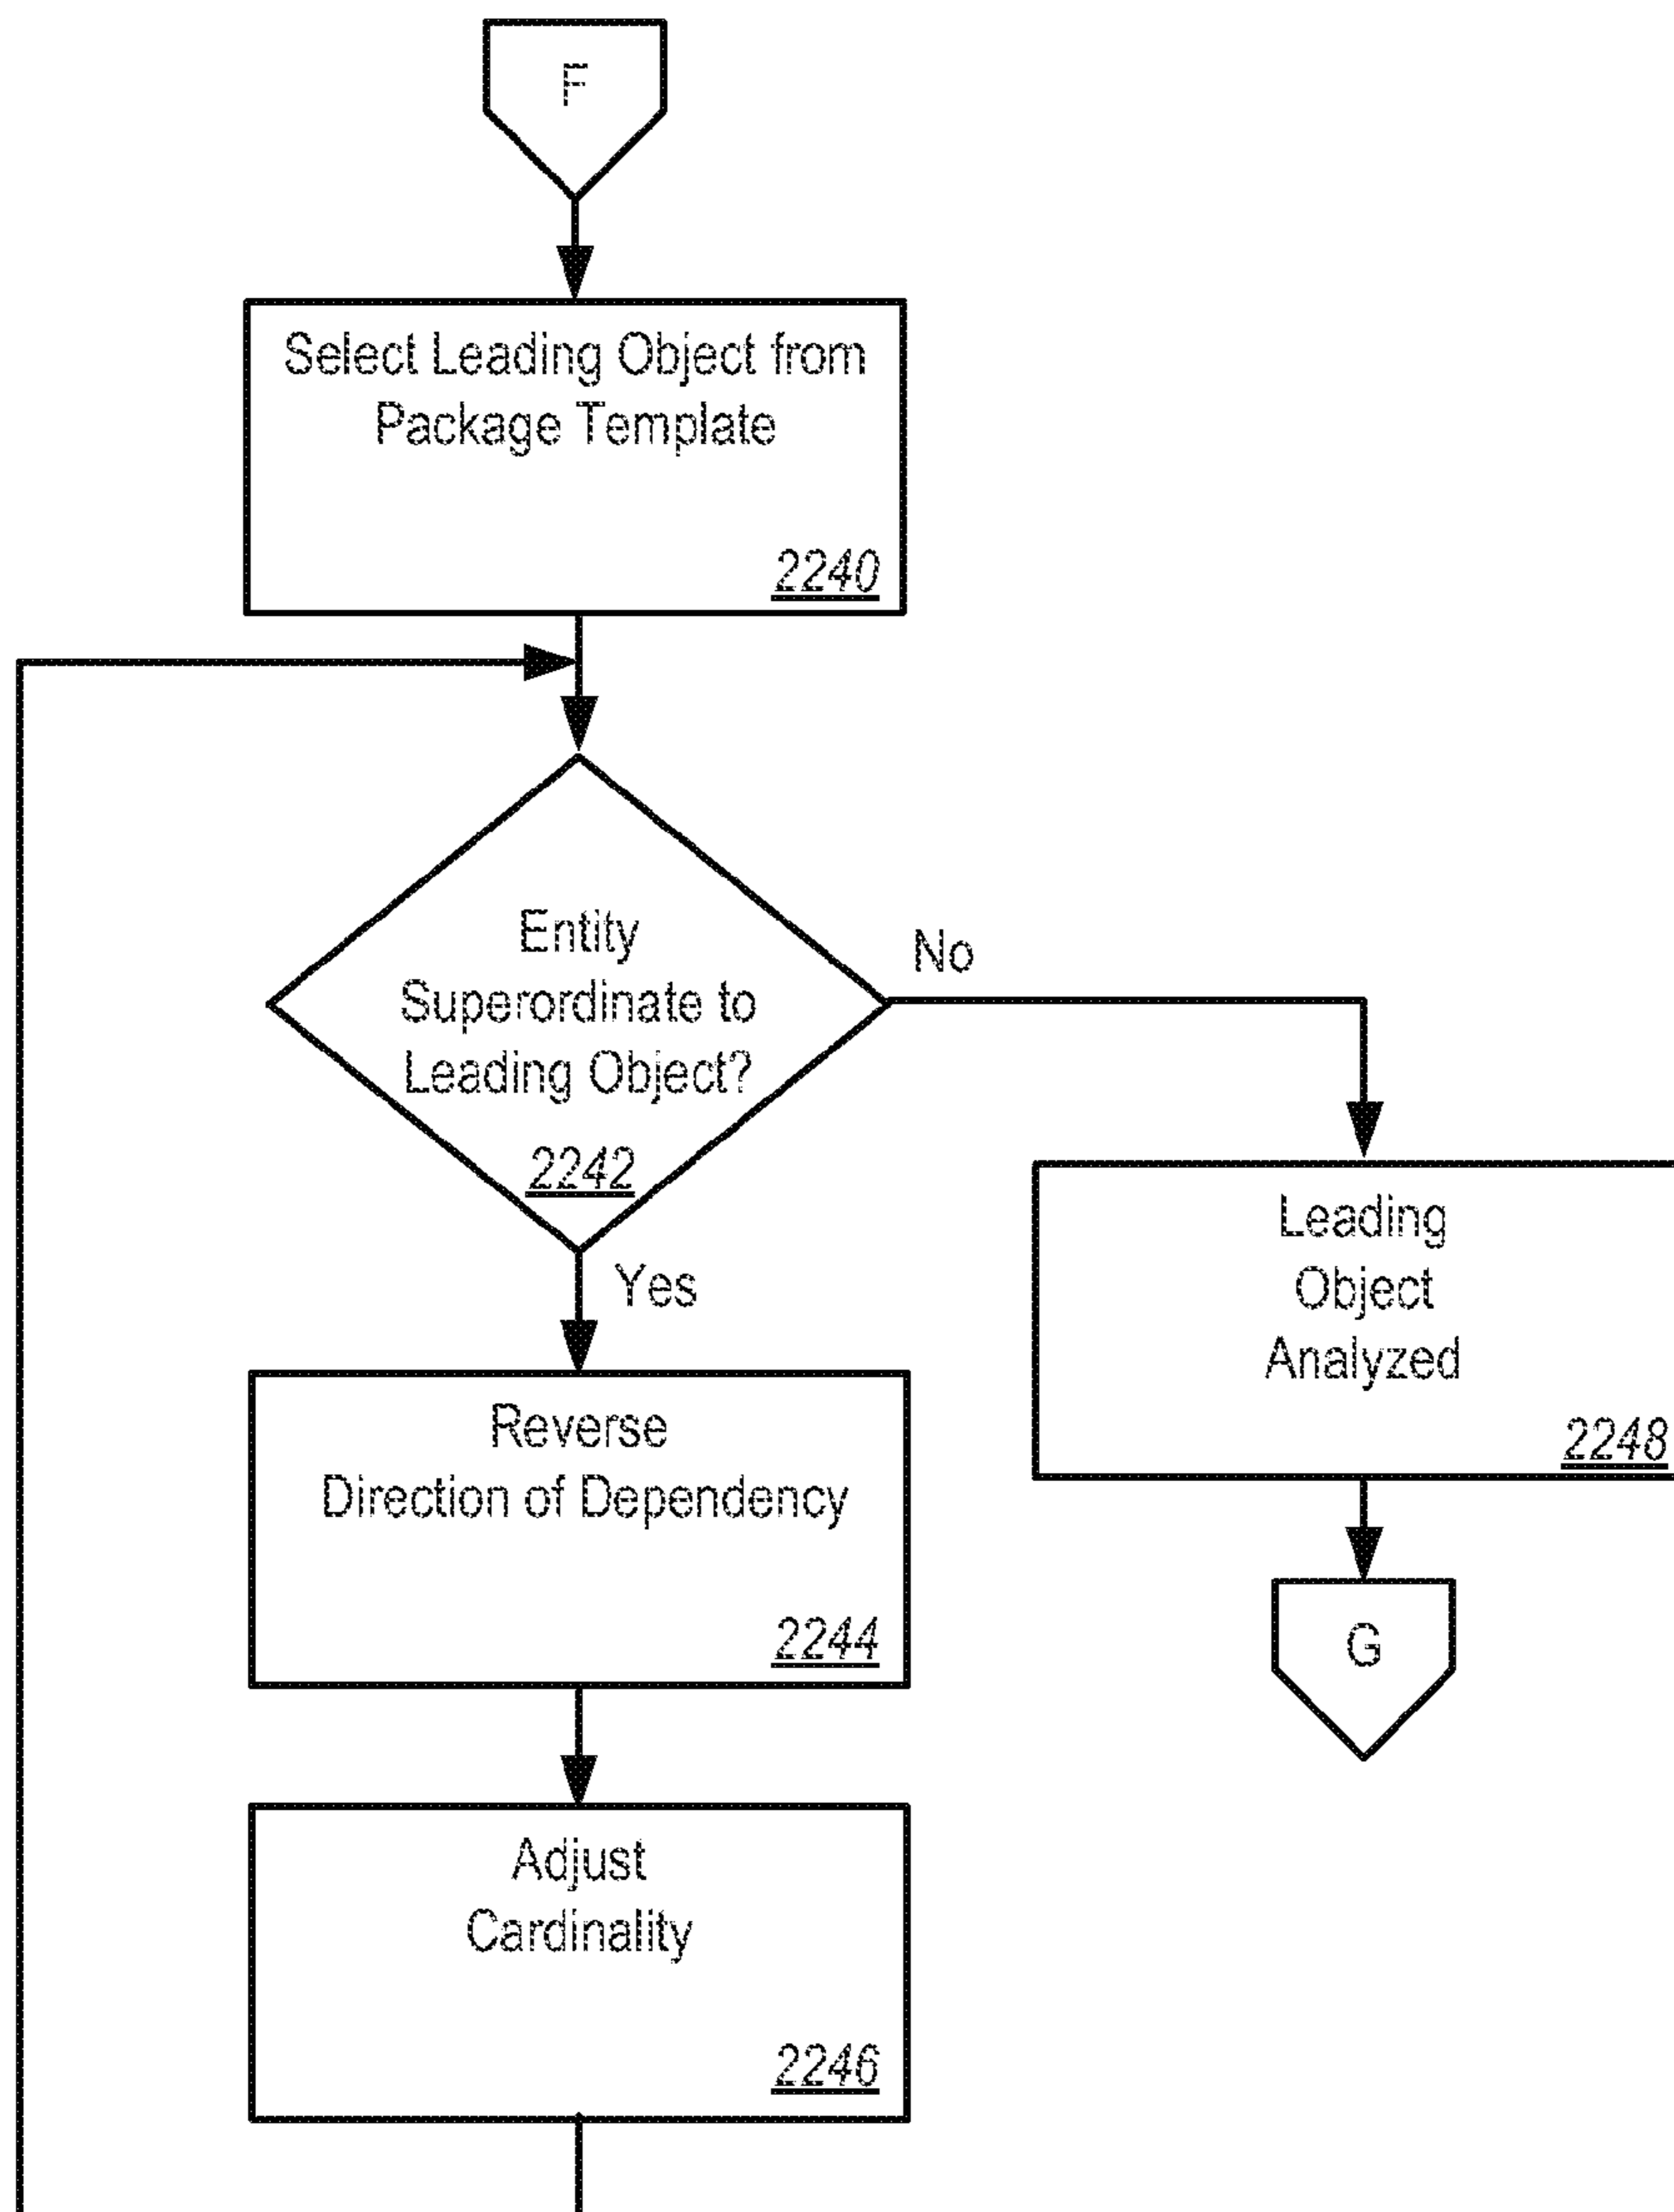 F
Select Leading Object from
Package Template
2240
Entity
Superordinate to
Leading Object?
2242
No
Yes
Leading
Object
Analyzed
2248
Reverse
Direction of Dependency
2244
G
Adjust
Cardinality
2246